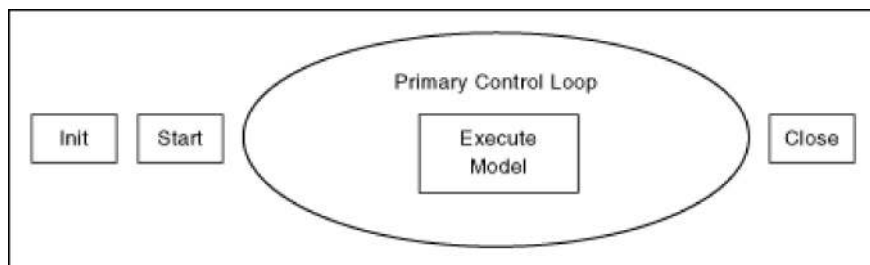 Primary Control Loop
Init
Start
Execute
Model
Close